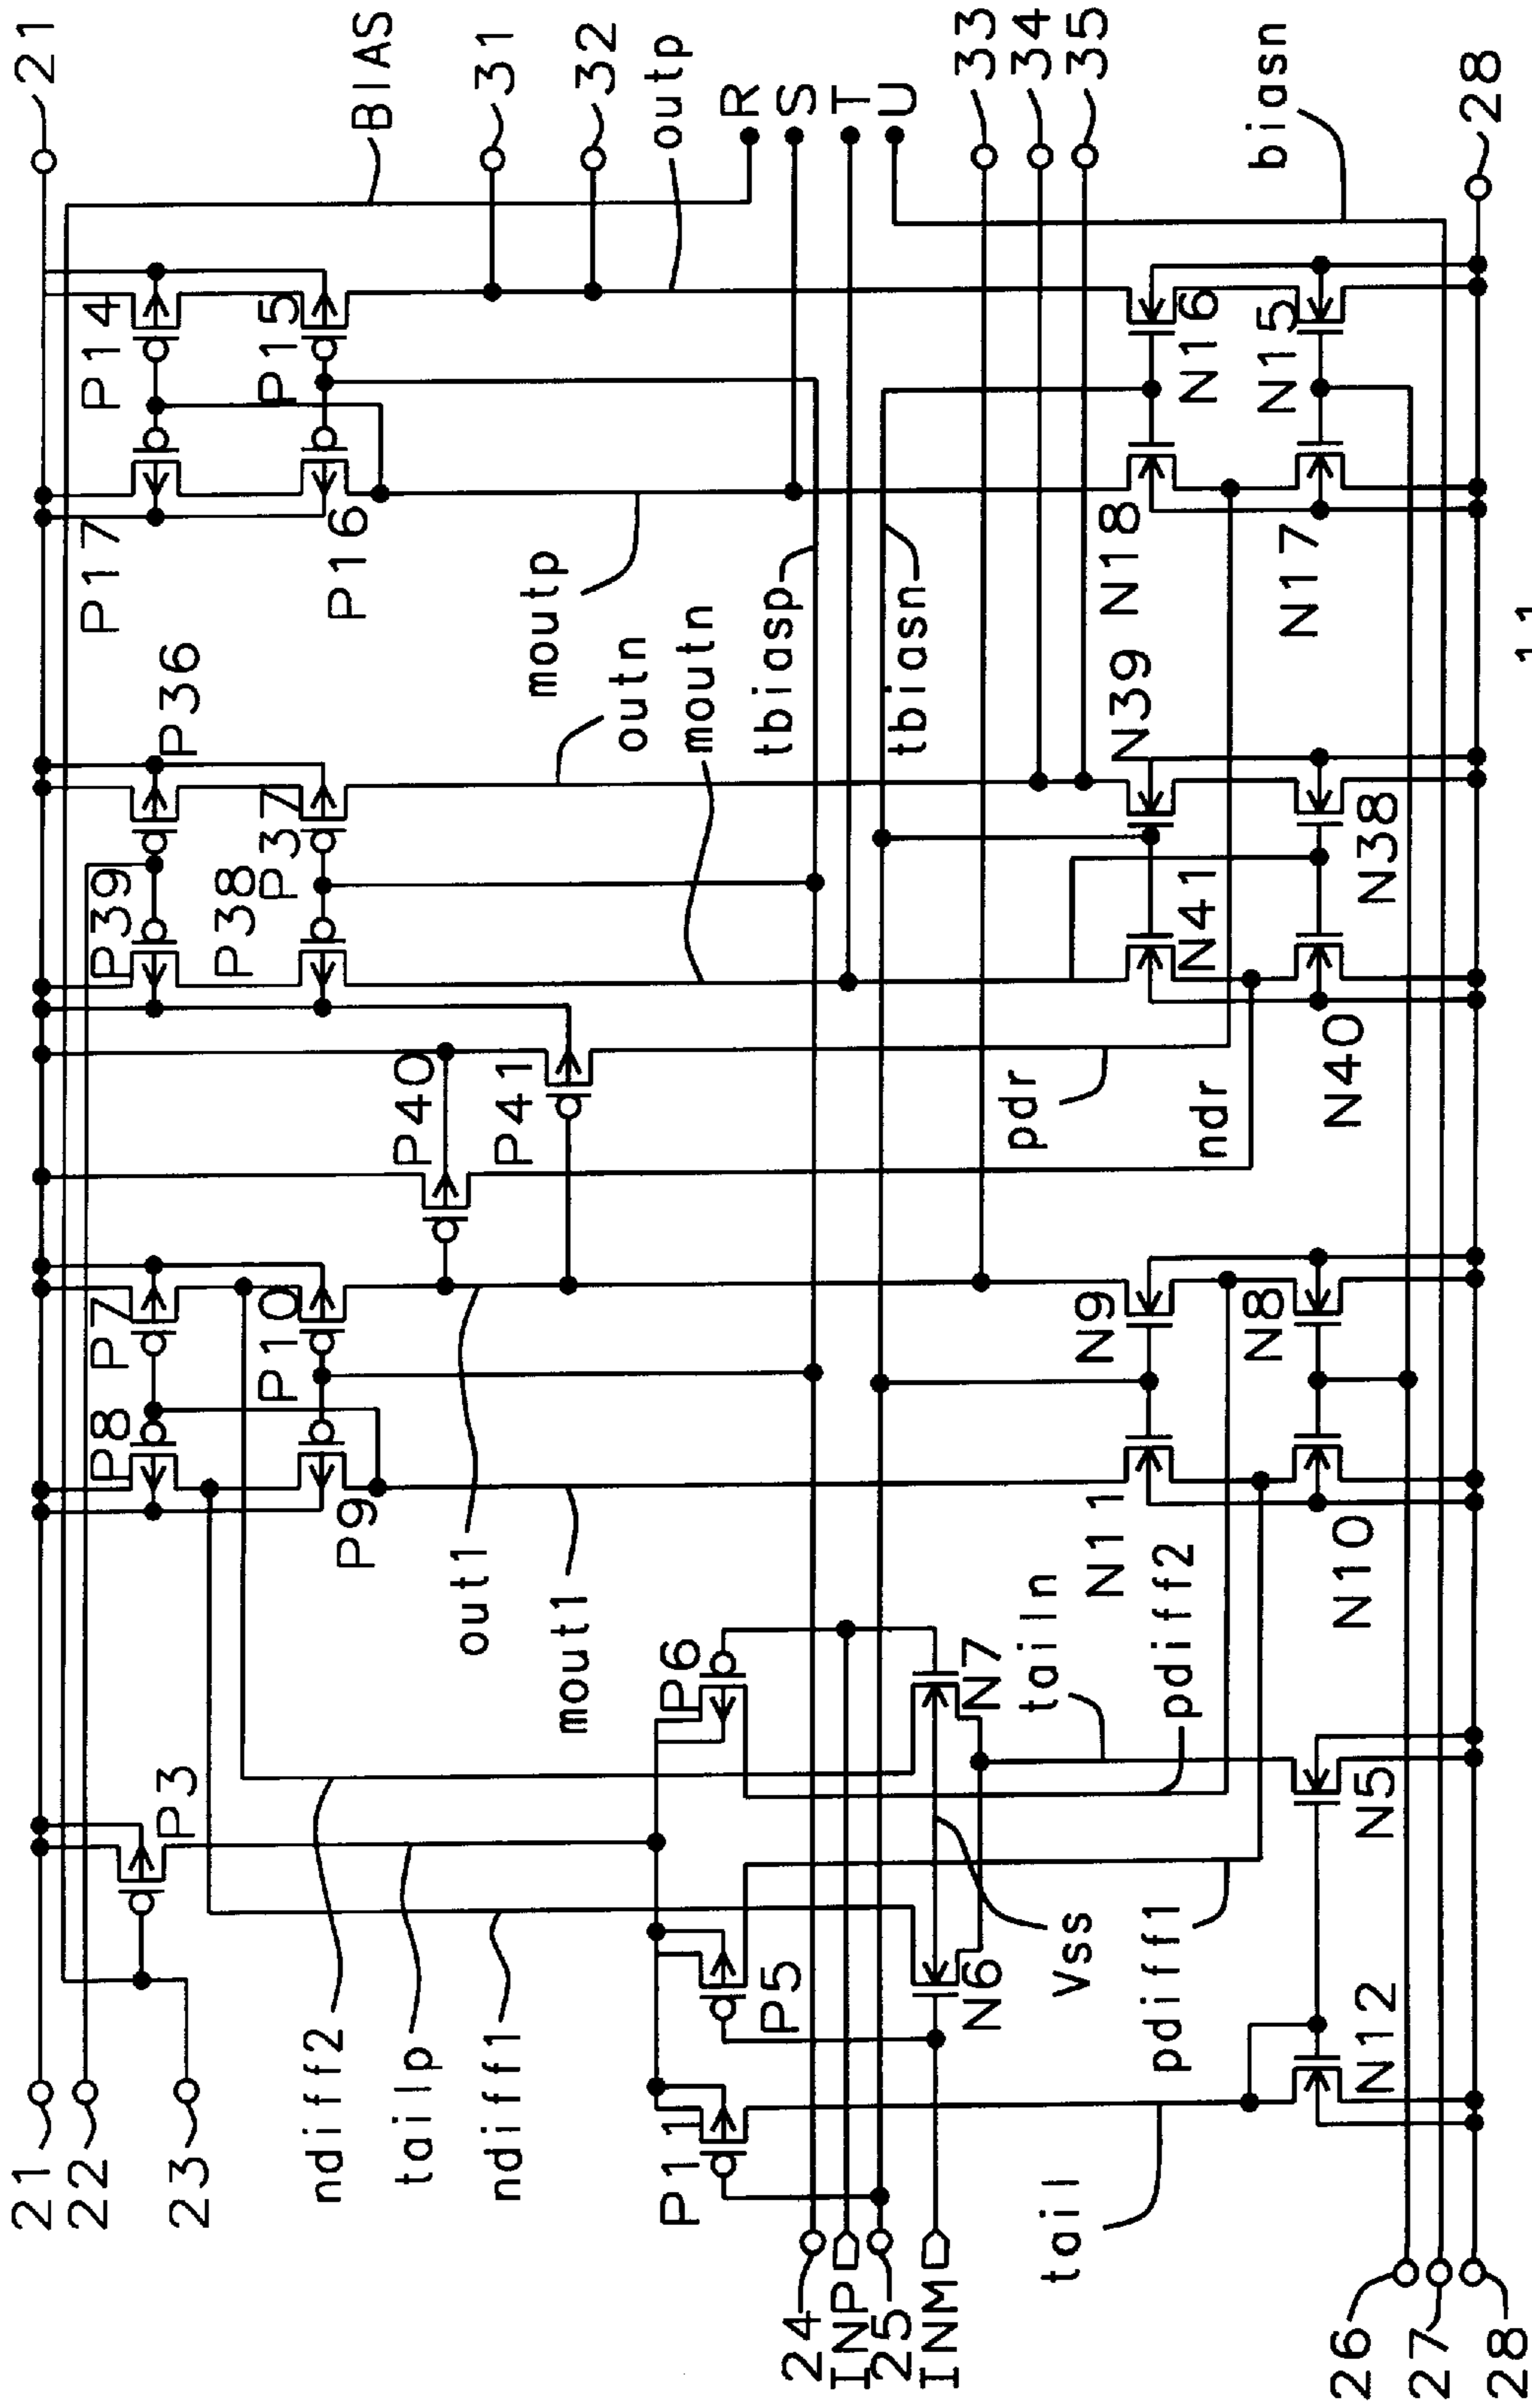 21
22
23
ndiff2
tailp
ndiff1
24
INP
25
INM
tail
26
27
28
P3
P11
P5
P6
N6
N7
Vss
tailn
pdiff1
pdiff2
N12
N5
P8
P7
P9
P10
out1
mout1
N11
N9
N10
N8
P40
P41
pdr
ndr
P39
P36
P38
P37
outn
moutn
tbiasp
tbiasn
N41
N39
N40
N38
P17
P14
P16
P15
moutp
N18
N16
N17
N15
21
BIAS
31
32
outp
R
S
T
U
33
34
35
biasn
28